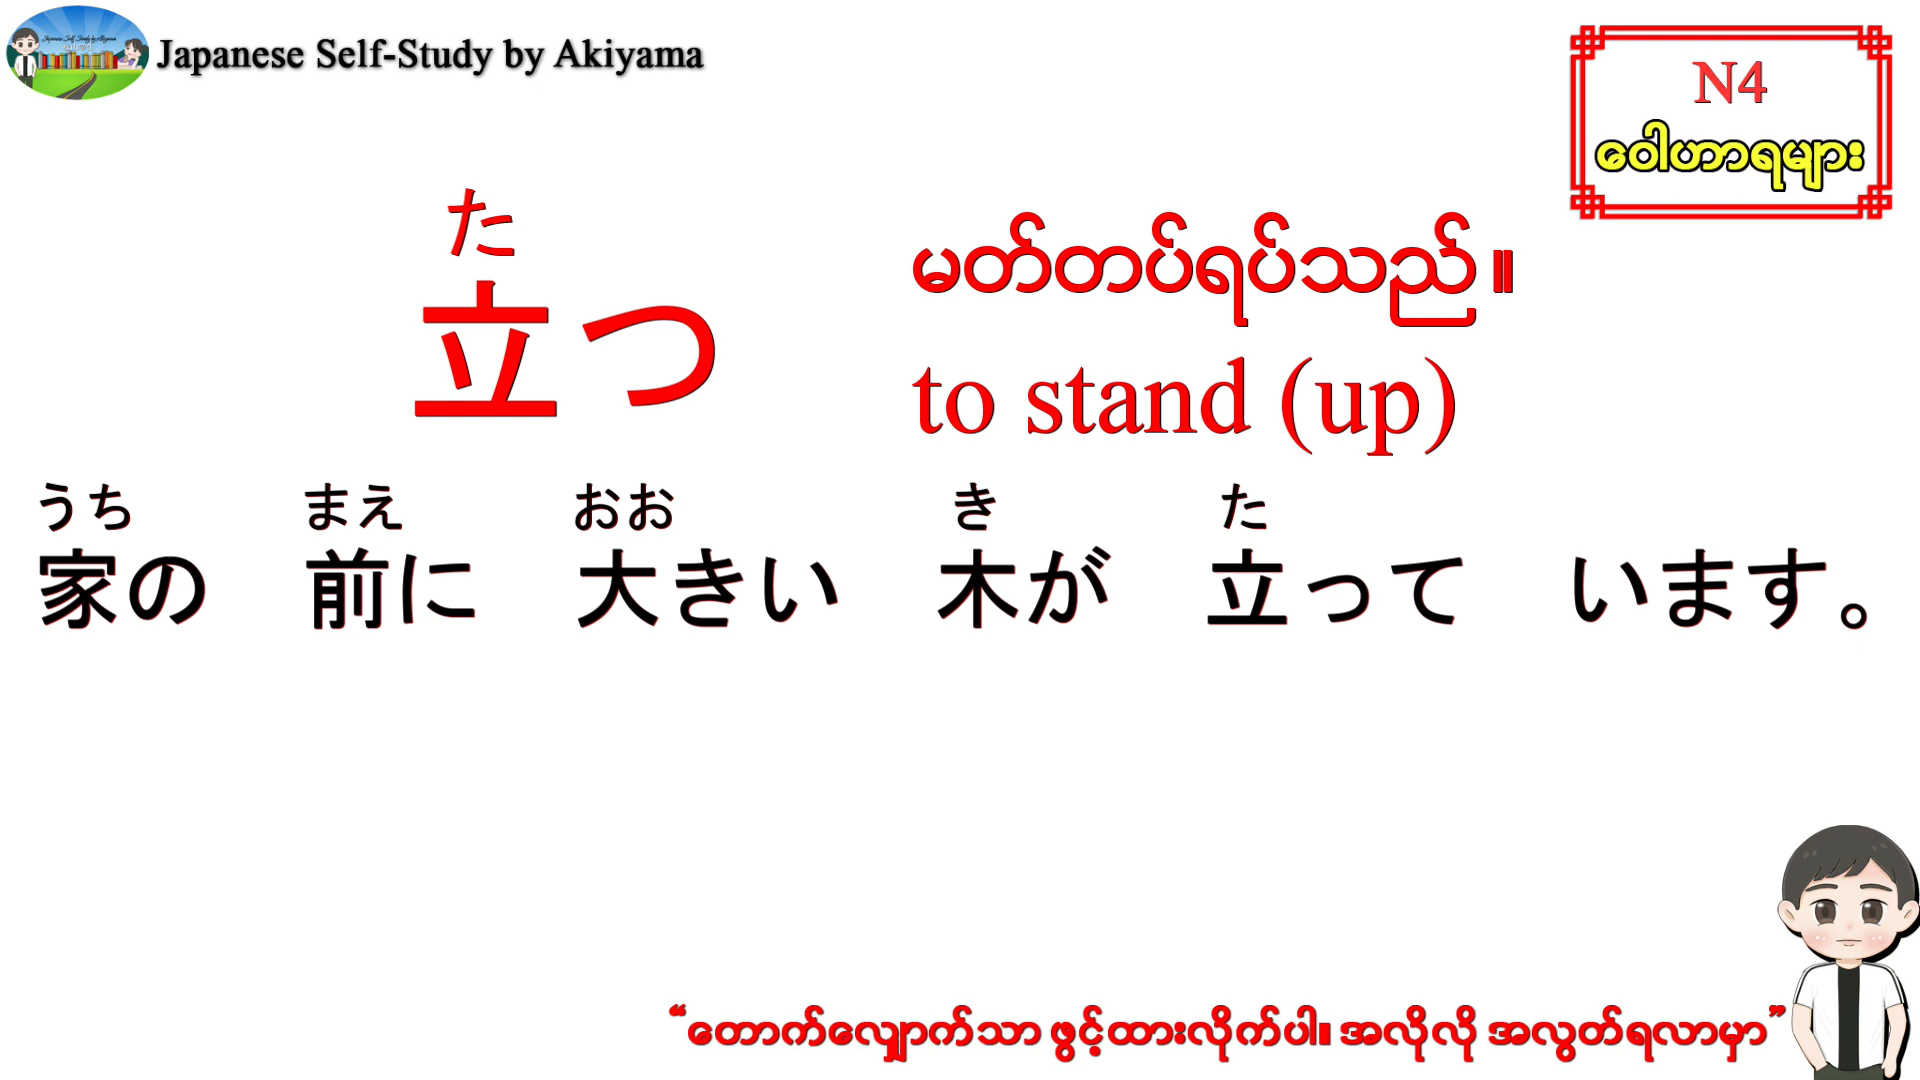 Japanese Self-Study by Akiyama
N4
ဝေါဟာရများ
た
立つ
မတ်တပ်ရပ်သည်။
to stand (up)
うち まえ おお き た
家の 前に 大きい 木が 立って います。
“တောက်လျှောက်သာ ဖွင့်ထားလိုက်ပါ။ အလိုလို အလွတ်ရလာမှာ”